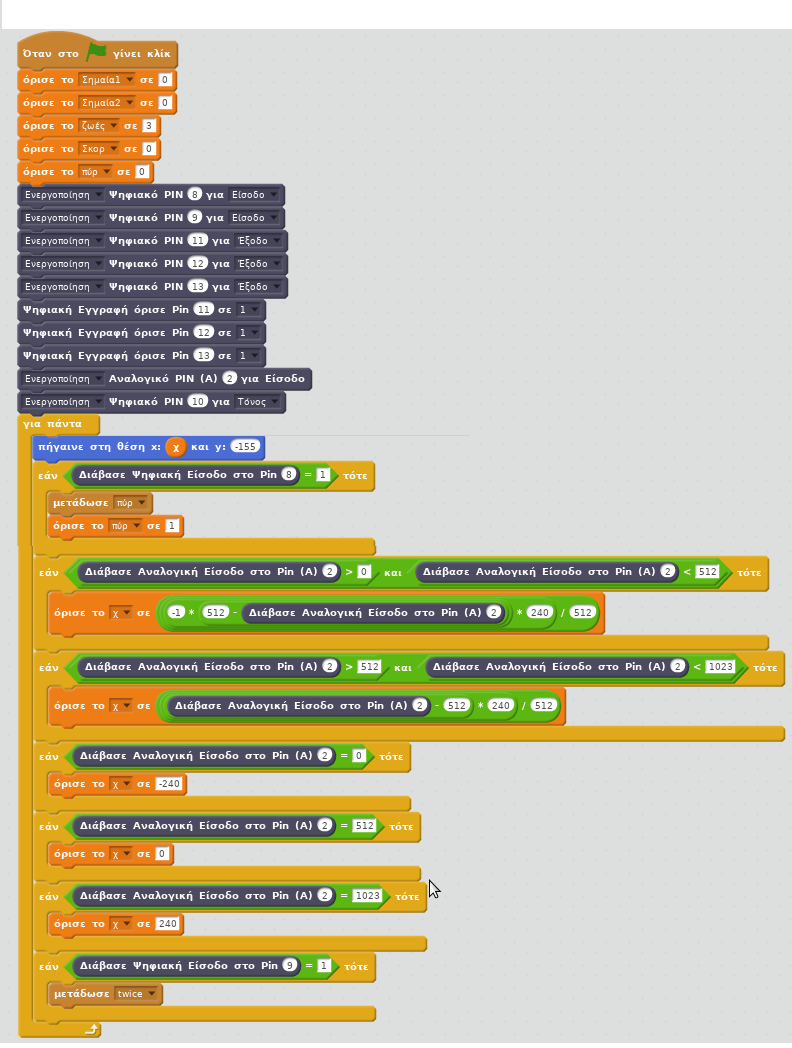 Όταν στο γίνει κλίκ
όρισε το Σημαία1 σε 0
όρισε το Σημαία2 σε 0
όρισε το ζωές σε 3
όρισε το Σκορ σε 0
όρισε το πύρ σε 0
Ενεργοποίηση Ψηφιακό PIN 8 για Είσοδο
Ενεργοποίηση Ψηφιακό PIN 9 για Είσοδο
Ενεργοποίηση Ψηφιακό PIN 11 για Έξοδο
Ενεργοποίηση Ψηφιακό PIN 12 για Έξοδο
Ενεργοποίηση Ψηφιακό PIN 13 για Έξοδο
Ψηφιακή Εγγραφή όρισε Pin 11 σε 1
Ψηφιακή Εγγραφή όρισε Pin 12 σε 1
Ψηφιακή Εγγραφή όρισε Pin 13 σε 1
Ενεργοποίηση Αναλογικό PIN (A) 2 για Είσοδο
Ενεργοποίηση Ψηφιακό PIN 10 για Τόνος
για πάντα
πήγαινε στη θέση x: χ και y: -155
εάν Διάβασε Ψηφιακή Είσοδο στο Pin 8 = 1 τότε
μετάδωσε πύρ
όρισε το πύρ σε 1
εάν Διάβασε Αναλογική Είσοδο στο Pin (A) 2 > 0 και Διάβασε Αναλογική Είσοδο στο Pin (A) 2 < 512 τότε
όρισε το χ σε -1 * 512 - Διάβασε Αναλογική Είσοδο στο Pin (A) 2 * 240 / 512
εάν Διάβασε Αναλογική Είσοδο στο Pin (A) 2 > 512 και Διάβασε Αναλογική Είσοδο στο Pin (A) 2 < 1023 τότε
όρισε το χ σε Διάβασε Αναλογική Είσοδο στο Pin (A) 2 - 512 * 240 / 512
εάν Διάβασε Αναλογική Είσοδο στο Pin (A) 2 = 0 τότε
όρισε το χ σε -240
εάν Διάβασε Αναλογική Είσοδο στο Pin (A) 2 = 512 τότε
όρισε το χ σε 0
εάν Διάβασε Αναλογική Είσοδο στο Pin (A) 2 = 1023 τότε
όρισε το χ σε 240
εάν Διάβασε Ψηφιακή Είσοδο στο Pin 9 = 1 τότε
μετάδωσε twice